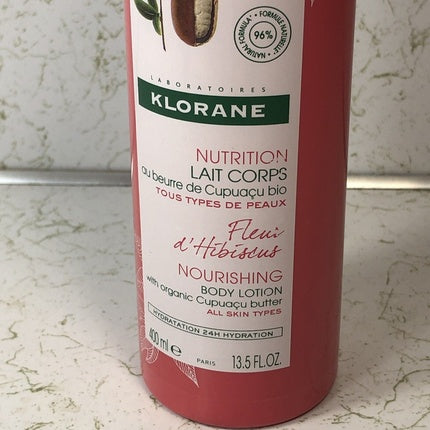 NATURAL FORMULA • FORMULE NATURELLE •
96%
LABORATOIRES
KLORANE
NUTRITION
LAIT CORPS
au beurre de Cupuaçu bio
TOUS TYPES DE PEAUX
Fleur
d'Hibiscus
NOURISHING
BODY LOTION
with organic Cupuaçu butter
ALL SKIN TYPES
HYDRATATION 24H HYDRATION
400 ml e
PARIS
13.5 FL.OZ.